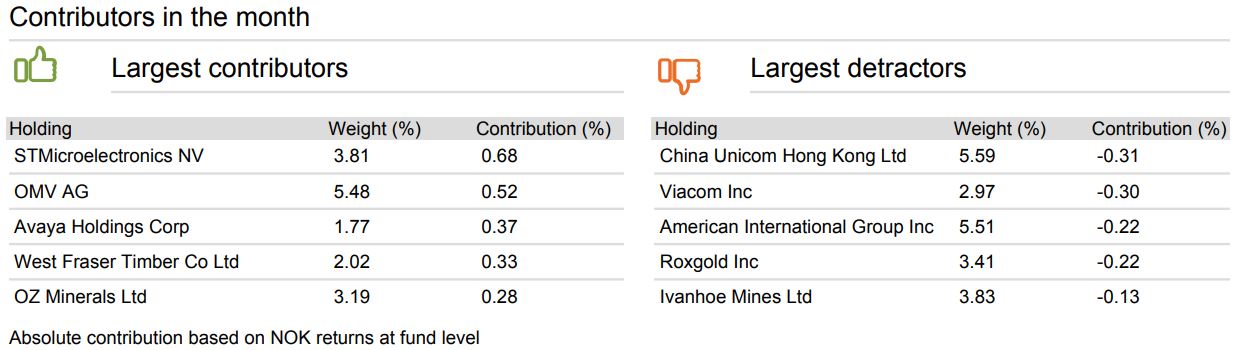 Contributors in the month
Largest contributors
Holding Weight (%) Contribution (%)
STMicroelectronics NV 3.81 0.68
OMV AG 5.48 0.52
Avaya Holdings Corp 1.77 0.37
West Fraser Timber Co Ltd 2.02 0.33
OZ Minerals Ltd 3.19 0.28
Largest detractors
Holding Weight (%) Contribution (%)
China Unicom Hong Kong Ltd 5.59 -0.31
Viacom Inc 2.97 -0.30
American International Group Inc 5.51 -0.22
Roxgold Inc 3.41 -0.22
Ivanhoe Mines Ltd 3.83 -0.13
Absolute contribution based on NOK returns at fund level